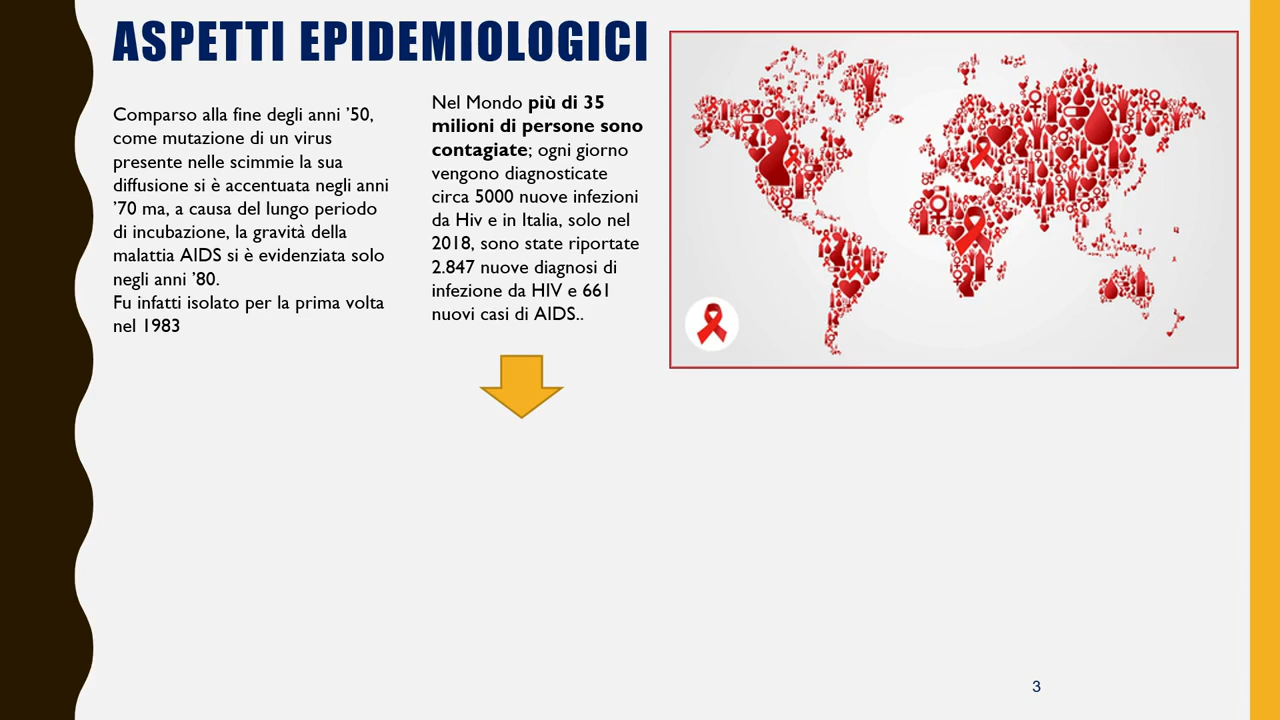 ASPETTI EPIDEMIOLOGICI
Comparso alla fine degli anni ’50,
come mutazione di un virus
presente nelle scimmie la sua
diffusione si è accentuata negli anni
’70 ma, a causa del lungo periodo
di incubazione, la gravità della
malattia AIDS si è evidenziata solo
negli anni ’80.
Fu infatti isolato per la prima volta
nel 1983
Nel Mondo più di 35
milioni di persone sono
contagiate; ogni giorno
vengono diagnosticate
circa 5000 nuove infezioni
da Hiv e in Italia, solo nel
2018, sono state riportate
2.847 nuove diagnosi di
infezione da HIV e 661
nuovi casi di AIDS..
3